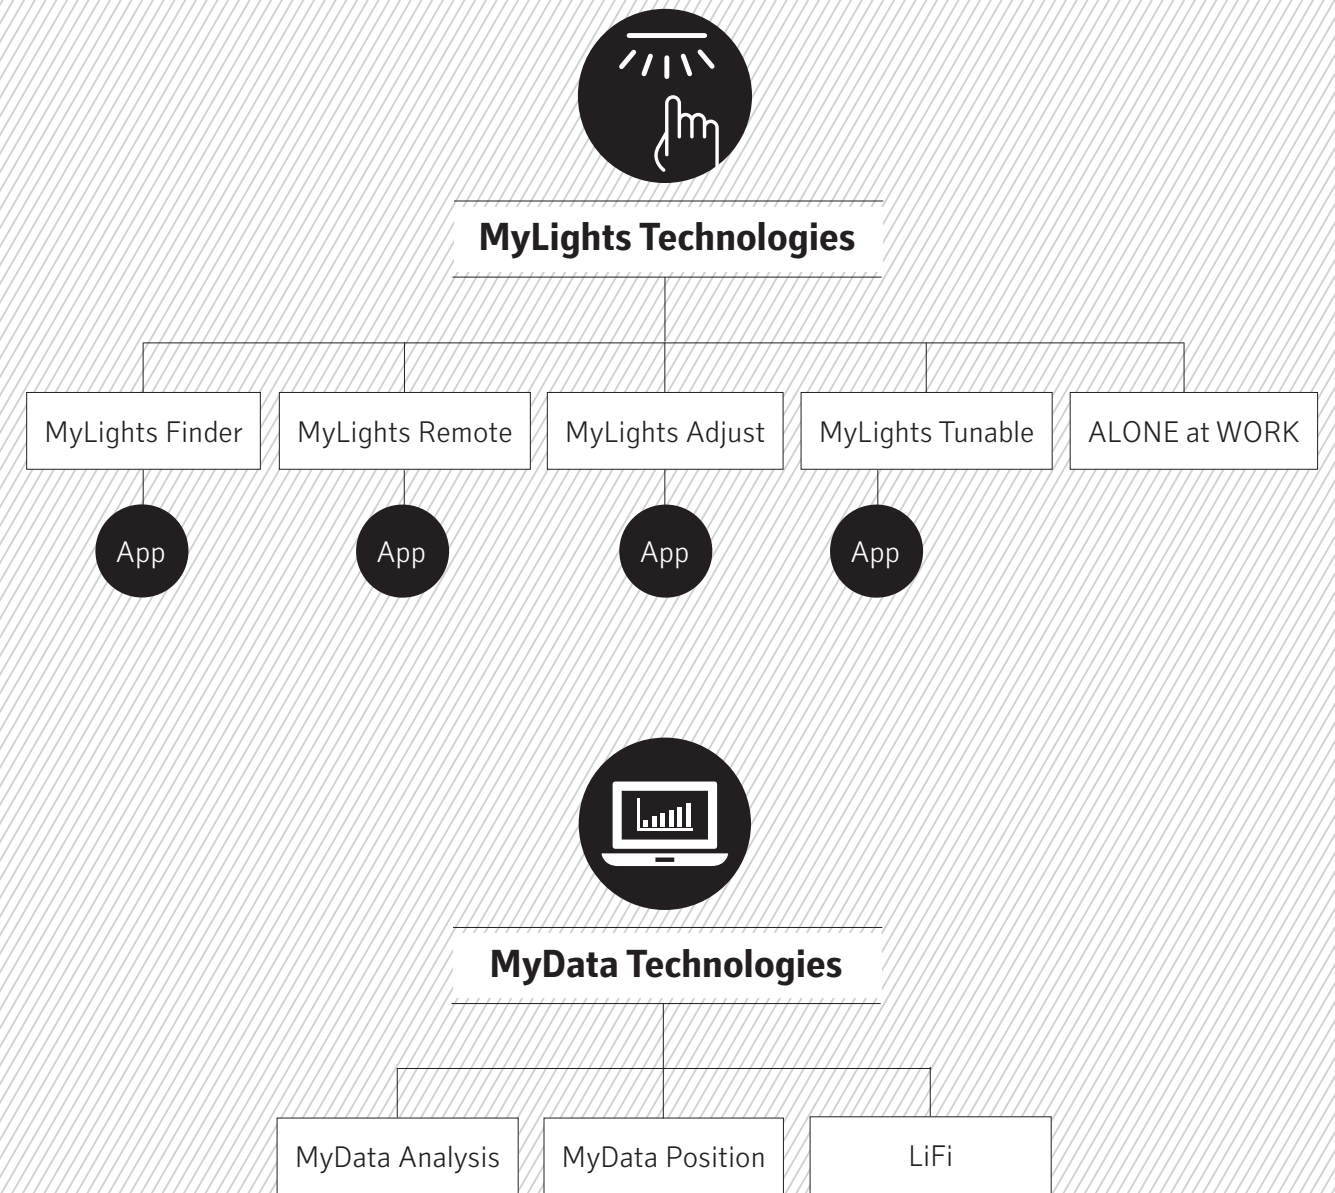 MyLights Technologies
MyLights Finder
MyLights Remote
MyLights Adjust
MyLights Tunable
ALONE at WORK
App
App
App
App
MyData Technologies
MyData Analysis
MyData Position
LiFi